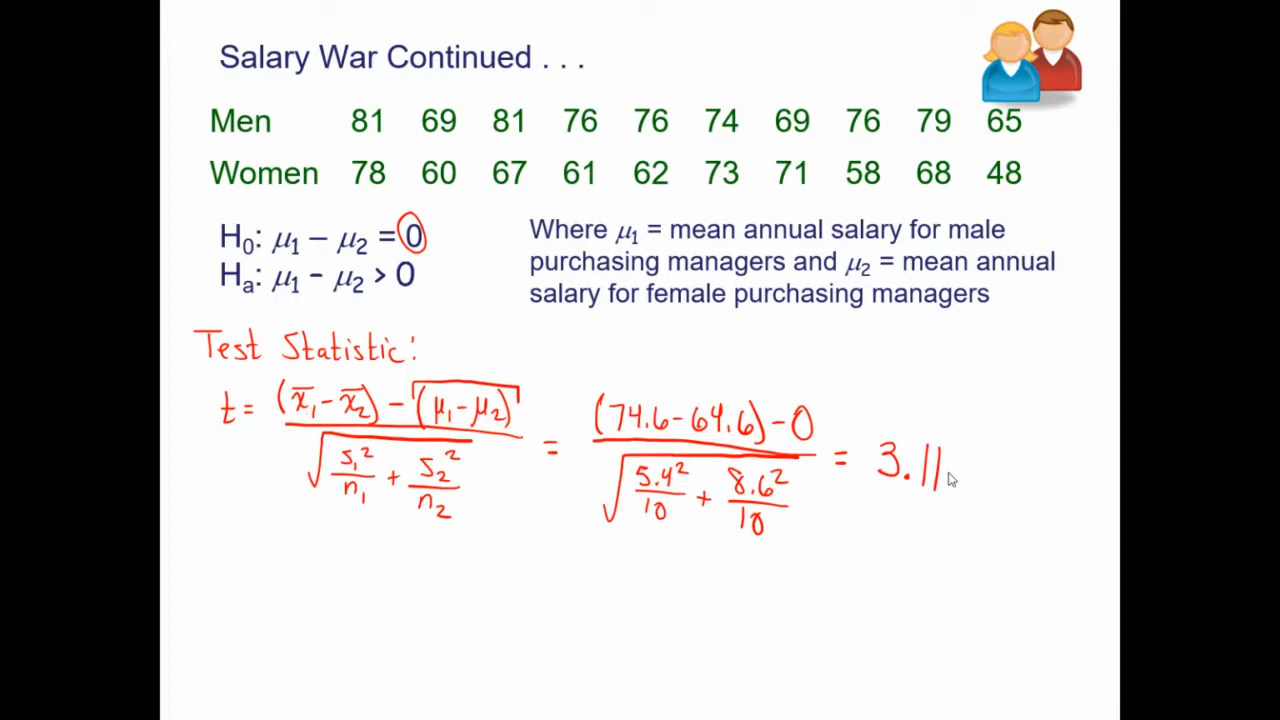 Salary War Continued . . .
Men 81 69 81 76 76 74 69 76 79 65
Women 78 60 67 61 62 73 71 58 68 48
H₀: μ₁ – μ₂ = 0
Hₐ: μ₁ - μ₂ > 0
Where μ₁ = mean annual salary for male
purchasing managers and μ₂ = mean annual
salary for female purchasing managers
Test Statistic:
t = (x̄₁ - x̄₂) - (μ₁ - μ₂) / √(s₁²/n₁ + s₂²/n₂) = (74.6 - 64.6) - 0 / √(5.4²/10 + 8.6²/10) = 3.11